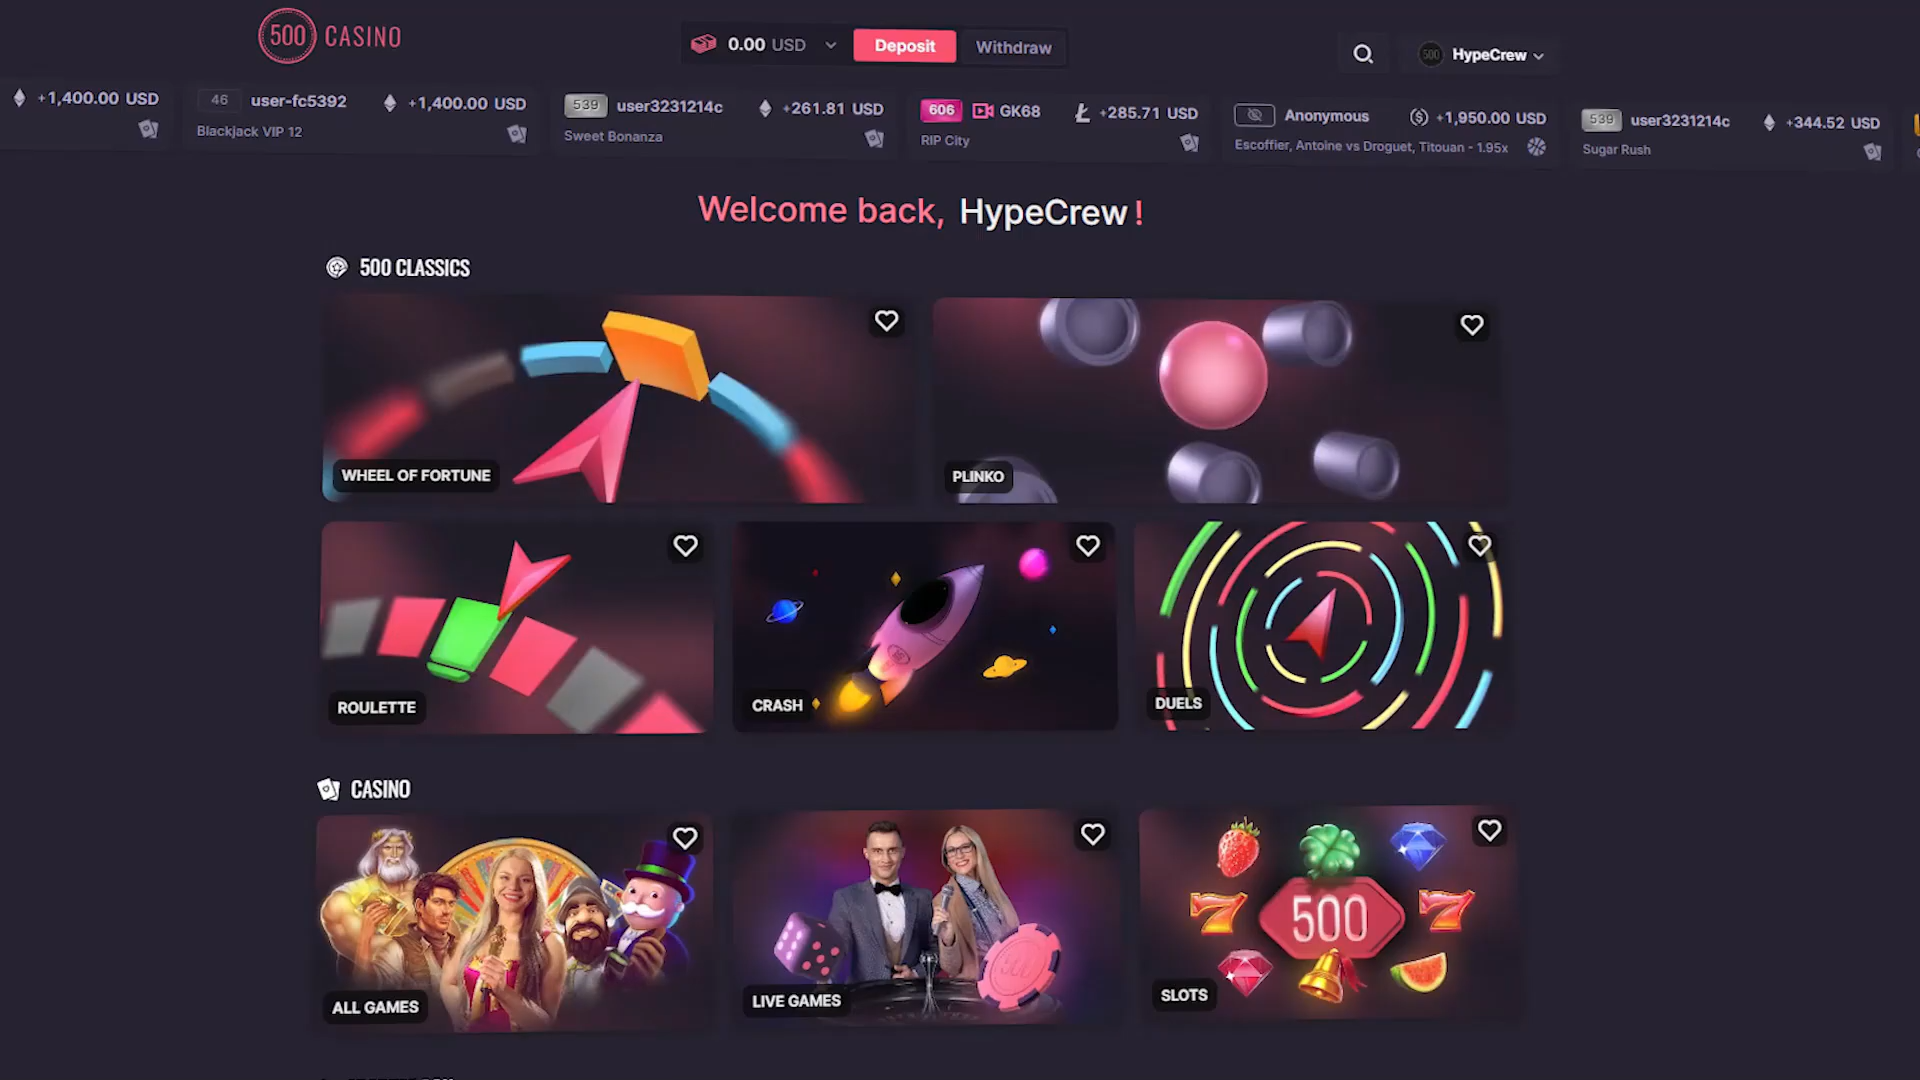 500 CASINO
0.00 USD
Deposit
Withdraw
500 HypeCrew
+1,400.00 USD
46 user-fc5392 +1,400.00 USD
Blackjack VIP 12
539 user3231214c +261.81 USD
Sweet Bonanza
606 GK68 +285.71 USD
RIP City
Anonymous +1,950.00 USD
Escoffier, Antoine vs Droguet, Titouan - 1.95x
539 user3231214c +344.52 USD
Sugar Rush
Welcome back, HypeCrew !
500 CLASSICS
WHEEL OF FORTUNE
PLINKO
ROULETTE
CRASH
DUELS
CASINO
ALL GAMES
LIVE GAMES
500
SLOTS